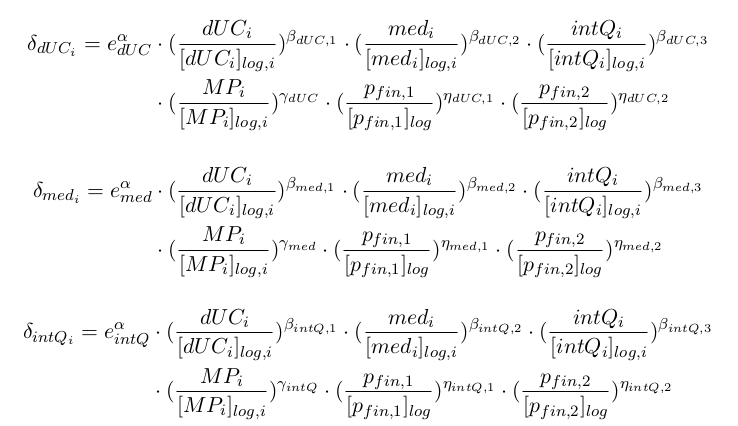 $\delta_{dUC_i} = e^{\alpha}_{dUC} \cdot (\frac{dUC_i}{[dUC_i]_{log,i}})^{\beta_{dUC,1}} \cdot (\frac{med_i}{[med_i]_{log,i}})^{\beta_{dUC,2}} \cdot (\frac{intQ_i}{[intQ_i]_{log,i}})^{\beta_{dUC,3}}$
$\cdot (\frac{MP_i}{[MP_i]_{log,i}})^{\gamma_{dUC}} \cdot (\frac{p_{fin,1}}{[p_{fin,1}]_{log}})^{\eta_{dUC,1}} \cdot (\frac{p_{fin,2}}{[p_{fin,2}]_{log}})^{\eta_{dUC,2}}$
$\delta_{med_i} = e^{\alpha}_{med} \cdot (\frac{dUC_i}{[dUC_i]_{log,i}})^{\beta_{med,1}} \cdot (\frac{med_i}{[med_i]_{log,i}})^{\beta_{med,2}} \cdot (\frac{intQ_i}{[intQ_i]_{log,i}})^{\beta_{med,3}}$
$\cdot (\frac{MP_i}{[MP_i]_{log,i}})^{\gamma_{med}} \cdot (\frac{p_{fin,1}}{[p_{fin,1}]_{log}})^{\eta_{med,1}} \cdot (\frac{p_{fin,2}}{[p_{fin,2}]_{log}})^{\eta_{med,2}}$
$\delta_{intQ_i} = e^{\alpha}_{intQ} \cdot (\frac{dUC_i}{[dUC_i]_{log,i}})^{\beta_{intQ,1}} \cdot (\frac{med_i}{[med_i]_{log,i}})^{\beta_{intQ,2}} \cdot (\frac{intQ_i}{[intQ_i]_{log,i}})^{\beta_{intQ,3}}$
$\cdot (\frac{MP_i}{[MP_i]_{log,i}})^{\gamma_{intQ}} \cdot (\frac{p_{fin,1}}{[p_{fin,1}]_{log}})^{\eta_{intQ,1}} \cdot (\frac{p_{fin,2}}{[p_{fin,2}]_{log}})^{\eta_{intQ,2}}$